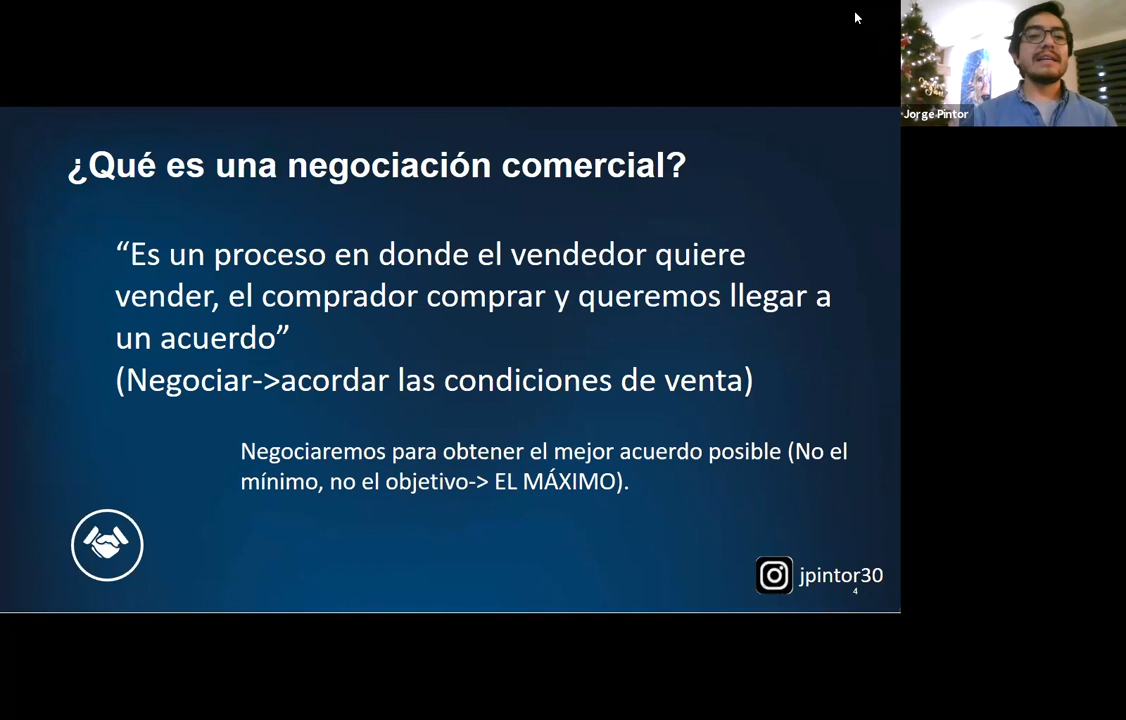 Jorge Pintor
¿Qué es una negociación comercial?
“Es un proceso en donde el vendedor quiere
vender, el comprador comprar y queremos llegar a
un acuerdo”
(Negociar->acordar las condiciones de venta)
Negociaremos para obtener el mejor acuerdo posible (No el
mínimo, no el objetivo-> EL MÁXIMO).
jpintor30
4